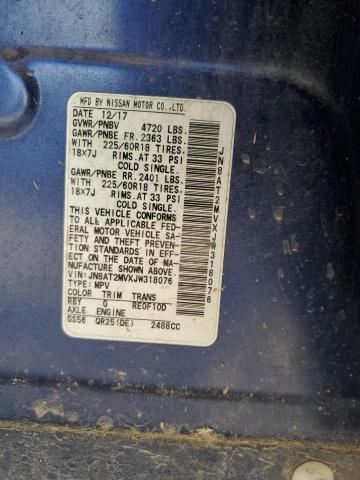 MFD BY NISSAN MOTOR CO.,LTD.
DATE 12/17
GVWR/PNBV 4720 LBS.
GAWR/PNBE FR. 2363 LBS.
WITH 225/60R18 TIRES.
18X7J RIMS.AT 33 PSI
COLD SINGLE.
GAWR/PNBE RR. 2401 LBS.
WITH 225/60R18 TIRES.
18X7J RIMS.AT 33 PSI
COLD SINGLE.
THIS VEHICLE CONFORMS
TO ALL APPLICABLE FED-
ERAL MOTOR VEHICLE SA-
FETY AND THEFT PREVENTION
STANDARDS IN EFFECT
ON THE DATE OF MA-
NUFACTURE SHOWN ABOVE.
VIN: JN8AT2MVXJW318076
TYPE: MPV
COLOR TRIM TRANS
RBY G RE0F10D
AXLE ENGINE
GS56 QR25(DE) 2488CC
JN8AT2MVXJW318076